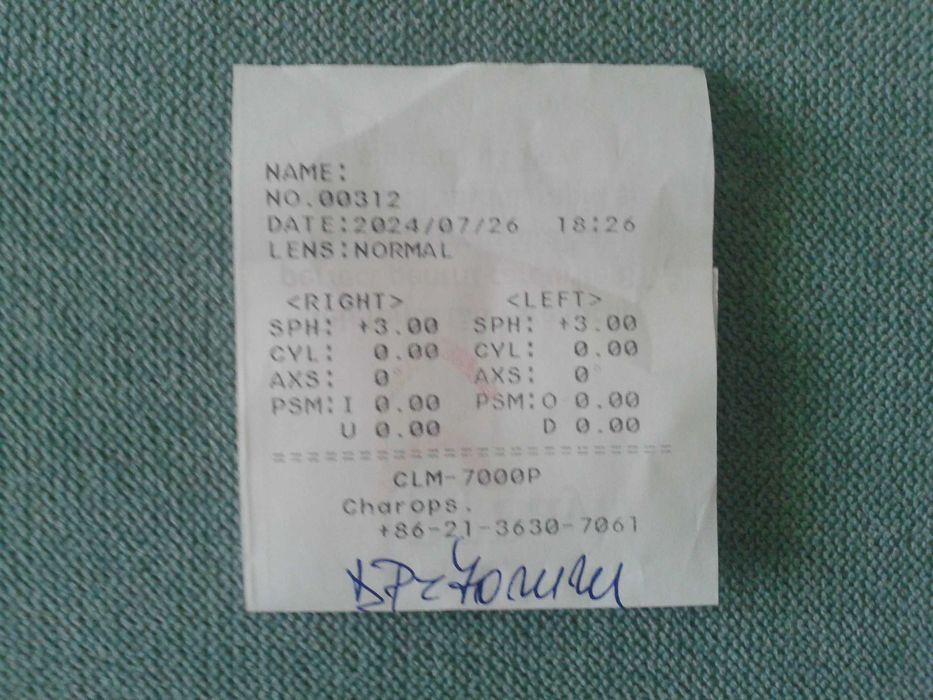 NAME:
NO.00312
DATE:2024/07/26 18:26
LENS:NORMAL
<RIGHT> <LEFT>
SPH: +3.00 SPH: +3.00
CYL: 0.00 CYL: 0.00
AXS: 0° AXS: 0°
PSM:I 0.00 PSM:O 0.00
U 0.00 D 0.00
========================
CLM-7000P
Charops.
+86-21-3630-7061
DP